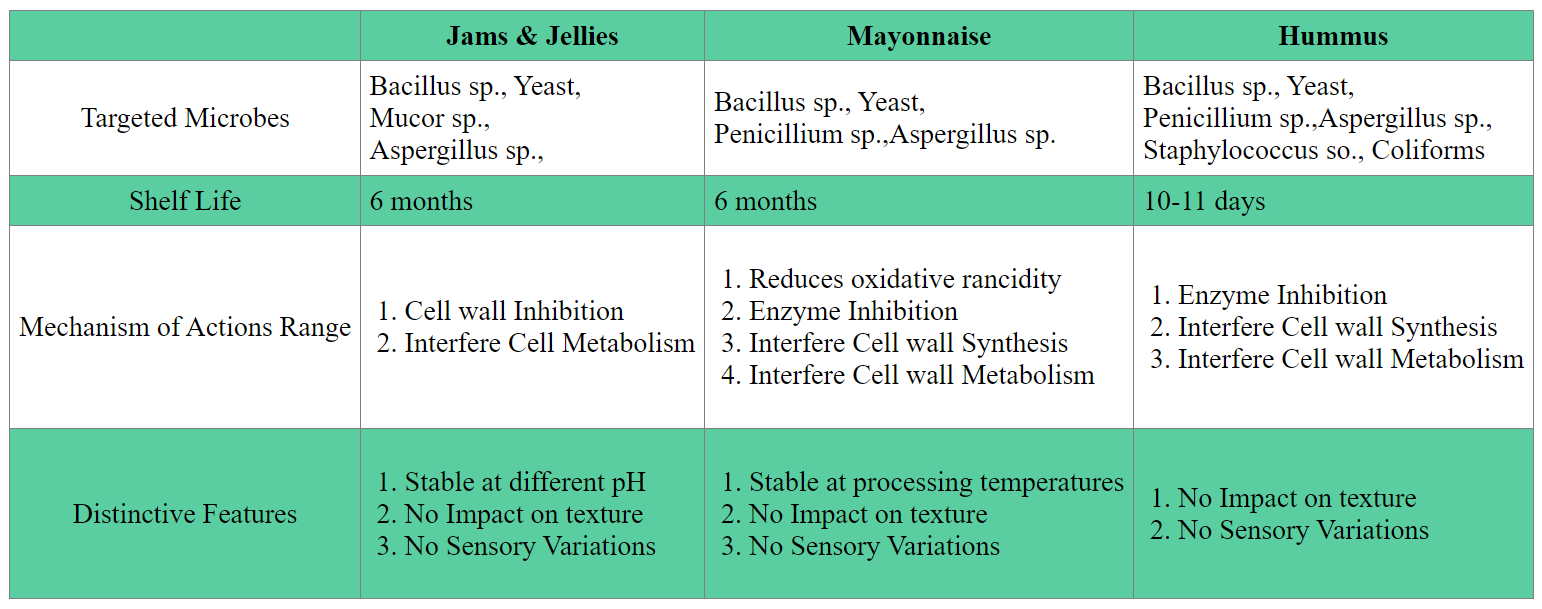 Jams & Jellies Mayonnaise Hummus
Targeted Microbes
Bacillus sp., Yeast,
Mucor sp.,
Aspergillus sp.,
Bacillus sp., Yeast,
Penicillium sp.,Aspergillus sp.
Bacillus sp., Yeast,
Penicillium sp.,Aspergillus sp.,
Staphylococcus so., Coliforms
Shelf Life 6 months 6 months 10-11 days
Mechanism of Actions Range
1. Cell wall Inhibition
2. Interfere Cell Metabolism
1. Reduces oxidative rancidity
2. Enzyme Inhibition
3. Interfere Cell wall Synthesis
4. Interfere Cell wall Metabolism
1. Enzyme Inhibition
2. Interfere Cell wall Synthesis
3. Interfere Cell wall Metabolism
Distinctive Features
1. Stable at different pH
2. No Impact on texture
3. No Sensory Variations
1. Stable at processing temperatures
2. No Impact on texture
3. No Sensory Variations
1. No Impact on texture
2. No Sensory Variations